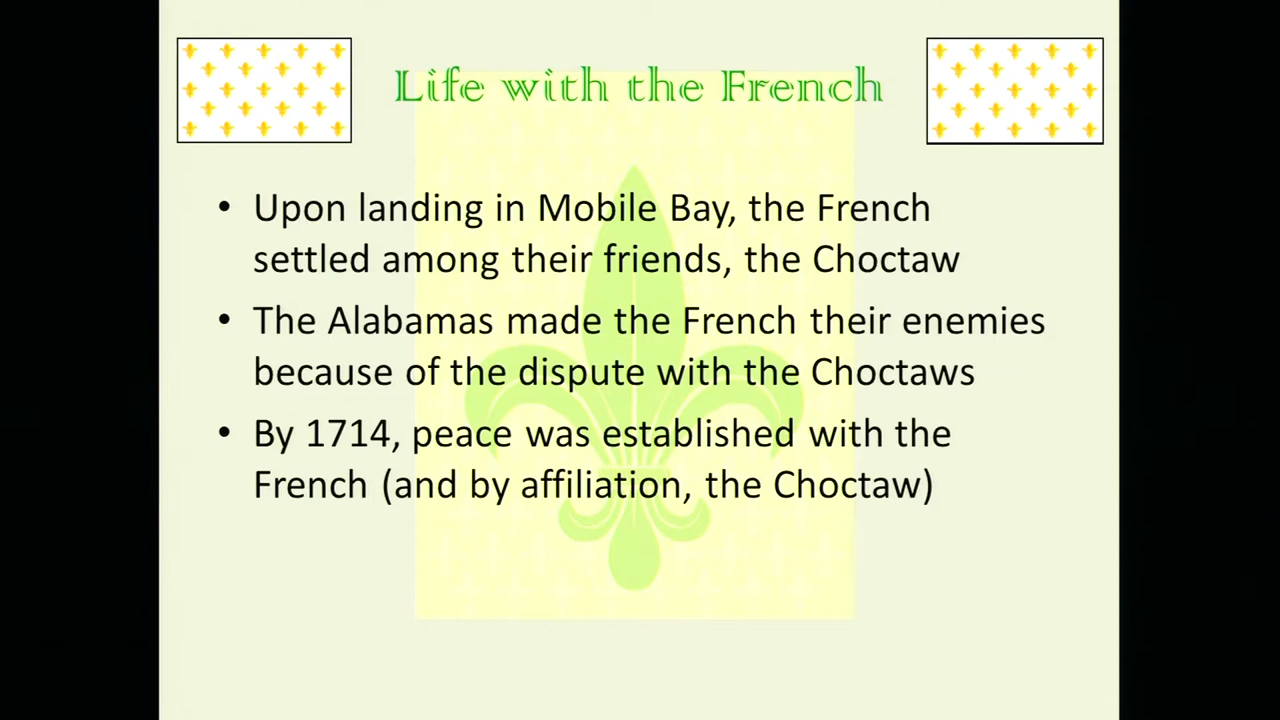 Life with the French
• Upon landing in Mobile Bay, the French
settled among their friends, the Choctaw
• The Alabamas made the French their enemies
because of the dispute with the Choctaws
• By 1714, peace was established with the
French (and by affiliation, the Choctaw)